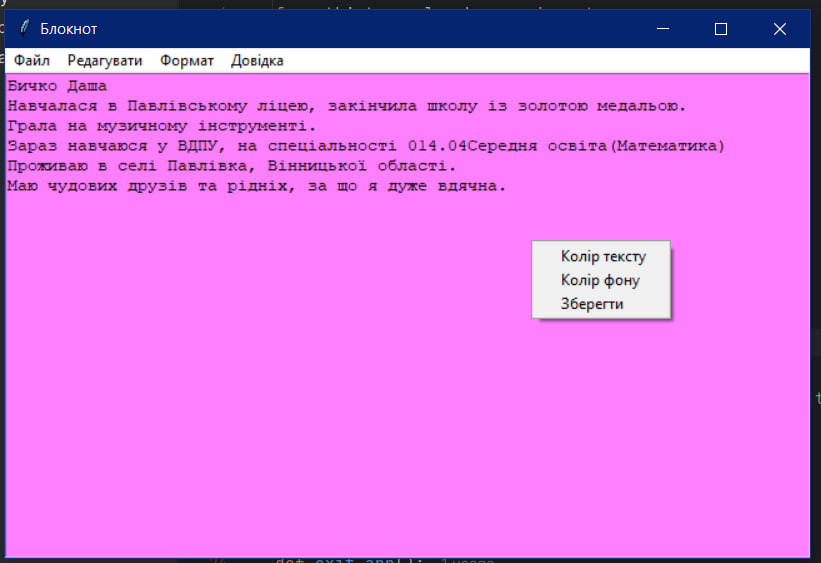 Блокнот
Файл Редагувати Формат Довідка
Бичко Даша
Навчалася в Павлівському ліцею, закінчила школу із золотою медальою.
Грала на музичному інструменті.
Зараз навчаюся у ВДПУ, на спеціальності 014.04Середня освіта(Математика)
Проживаю в селі Павлівка, Вінницької області.
Маю чудових друзів та рідніх, за що я дуже вдячна.
Колір тексту
Колір фону
Зберегти